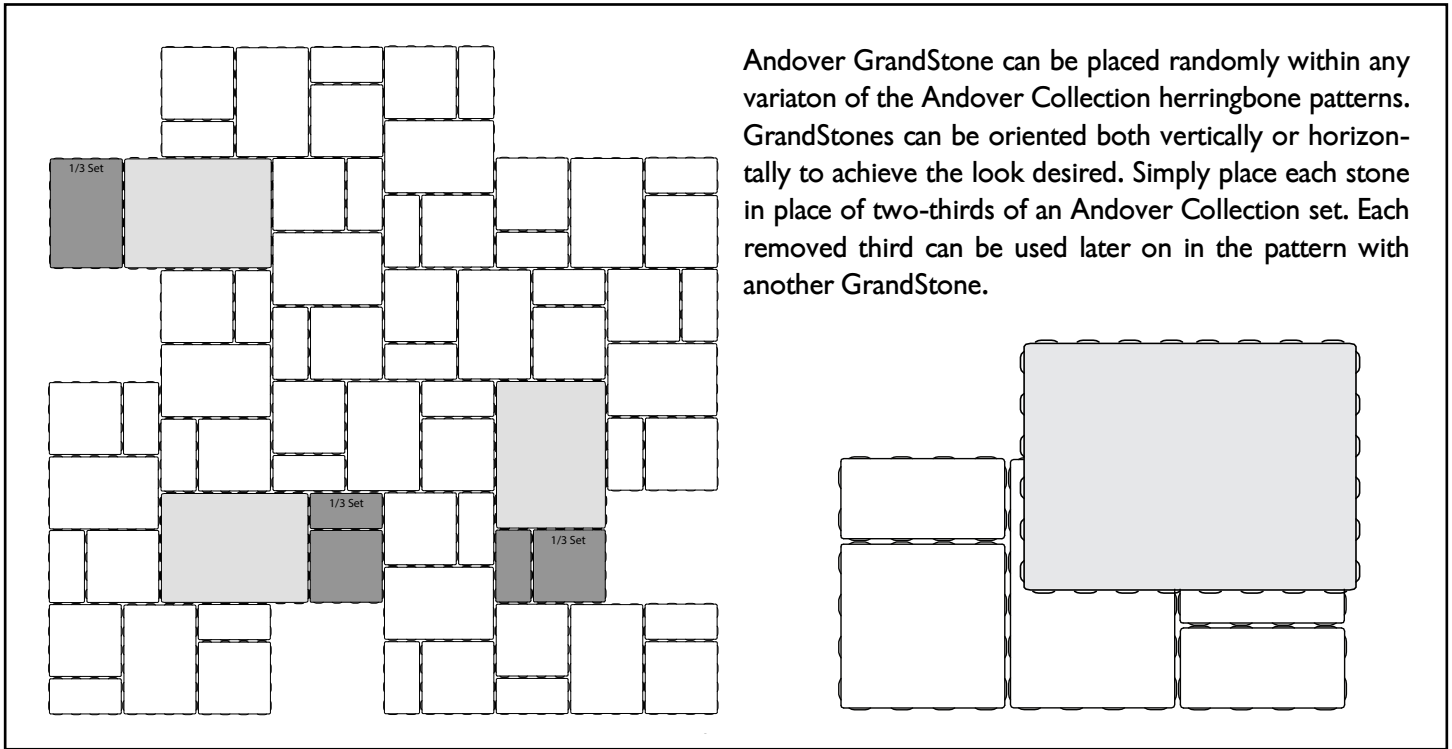 Andover GrandStone can be placed randomly within any
variaton of the Andover Collection herringbone patterns.
GrandStones can be oriented both vertically or horizon-
tally to achieve the look desired. Simply place each stone
in place of two-thirds of an Andover Collection set. Each
removed third can be used later on in the pattern with
another GrandStone.
1/3 Set
1/3 Set
1/3 Set